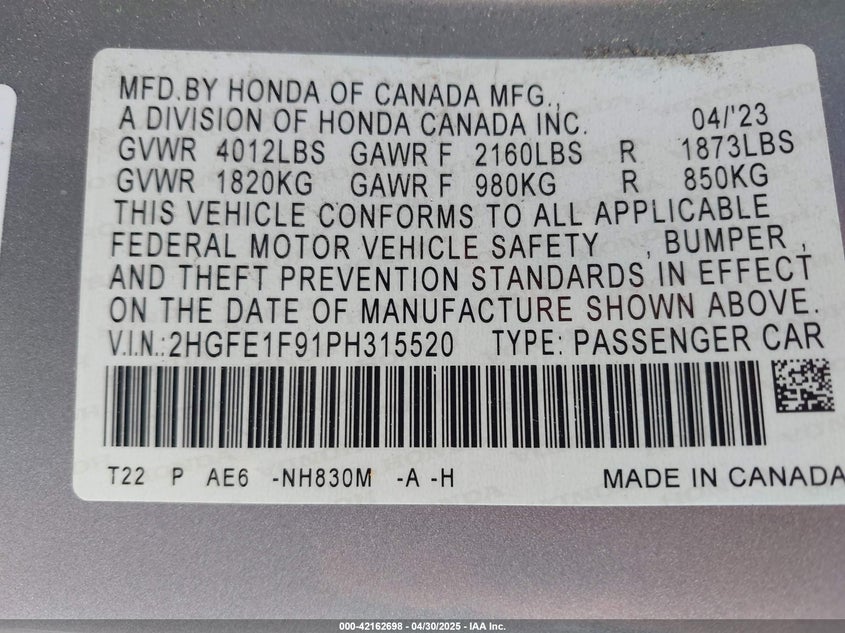 MFD.BY HONDA OF CANADA MFG.,
A DIVISION OF HONDA CANADA INC. 04/'23
GVWR 4012LBS GAWR F 2160LBS R 1873LBS
GVWR 1820KG GAWR F 980KG R 850KG
THIS VEHICLE CONFORMS TO ALL APPLICABLE
FEDERAL MOTOR VEHICLE SAFETY , BUMPER ,
AND THEFT PREVENTION STANDARDS IN EFFECT
ON THE DATE OF MANUFACTURE SHOWN ABOVE.
V.I.N.:2HGFE1F91PH315520 TYPE: PASSENGER CAR
T22 P AE6 -NH830M -A -H MADE IN CANADA
000-42162698 - 04/30/2025 - IAA Inc.